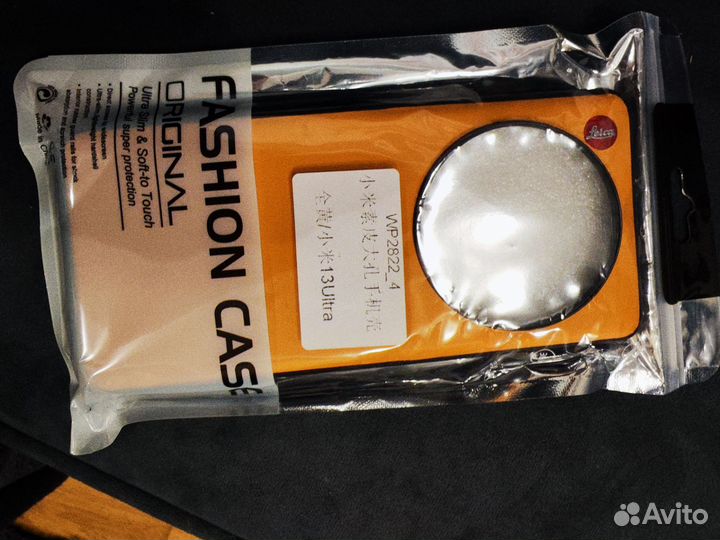 FASHION CASE
ORIGINAL
Ultra Slim & Soft-to Touch
Powerful super protection
WP2822_4
小米素皮大孔手机壳
全黄/小米13Ultra
Leica
Avito